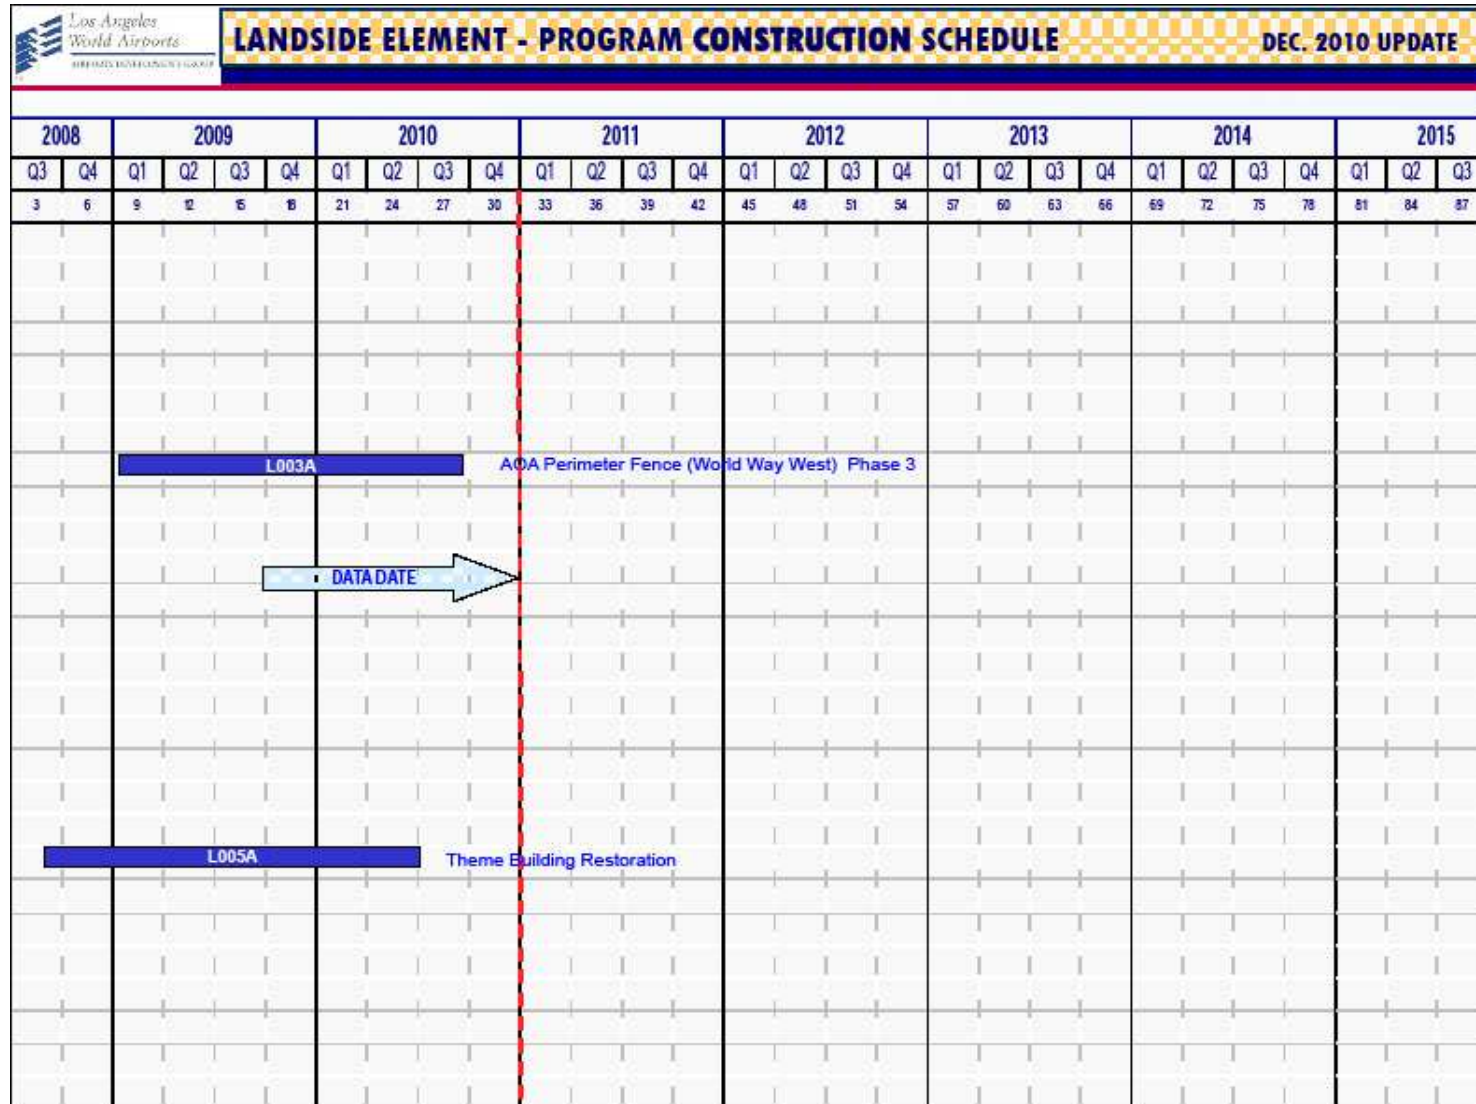 Los Angeles
World Airports
AIRPORTS DEVELOPMENT GROUP
LANDSIDE ELEMENT - PROGRAM CONSTRUCTION SCHEDULE
DEC. 2010 UPDATE
2008 2009 2010 2011 2012 2013 2014 2015
Q3 Q4 Q1 Q2 Q3 Q4 Q1 Q2 Q3 Q4 Q1 Q2 Q3 Q4 Q1 Q2 Q3 Q4 Q1 Q2 Q3 Q4 Q1 Q2 Q3 Q4 Q1 Q2 Q3
3 6 9 12 15 18 21 24 27 30 33 36 39 42 45 48 51 54 57 60 63 66 69 72 75 78 81 84 87
L003A AOA Perimeter Fence (World Way West) Phase 3
DATA DATE
L005A Theme Building Restoration